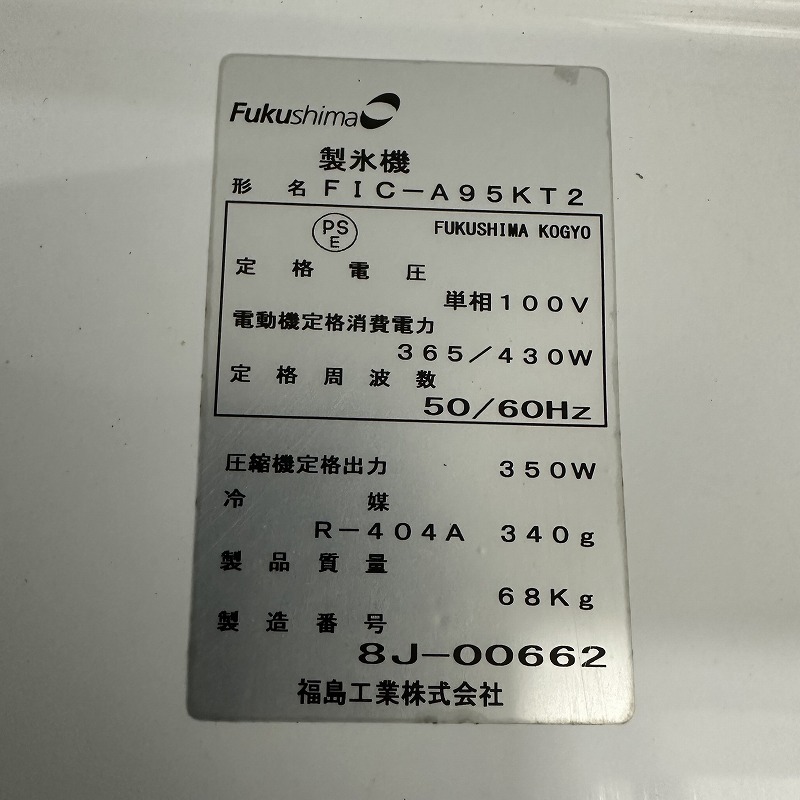 Fukushima
製氷機
形名 FIC-A95KT2
PS
E
FUKUSHIMA KOGYO
定格電圧
単相100V
電動機定格消費電力
365/430W
定格周波数
50/60Hz
圧縮機定格出力 350W
冷媒
R-404A 340g
製品質量
68Kg
製造番号
8J-00662
福島工業株式会社